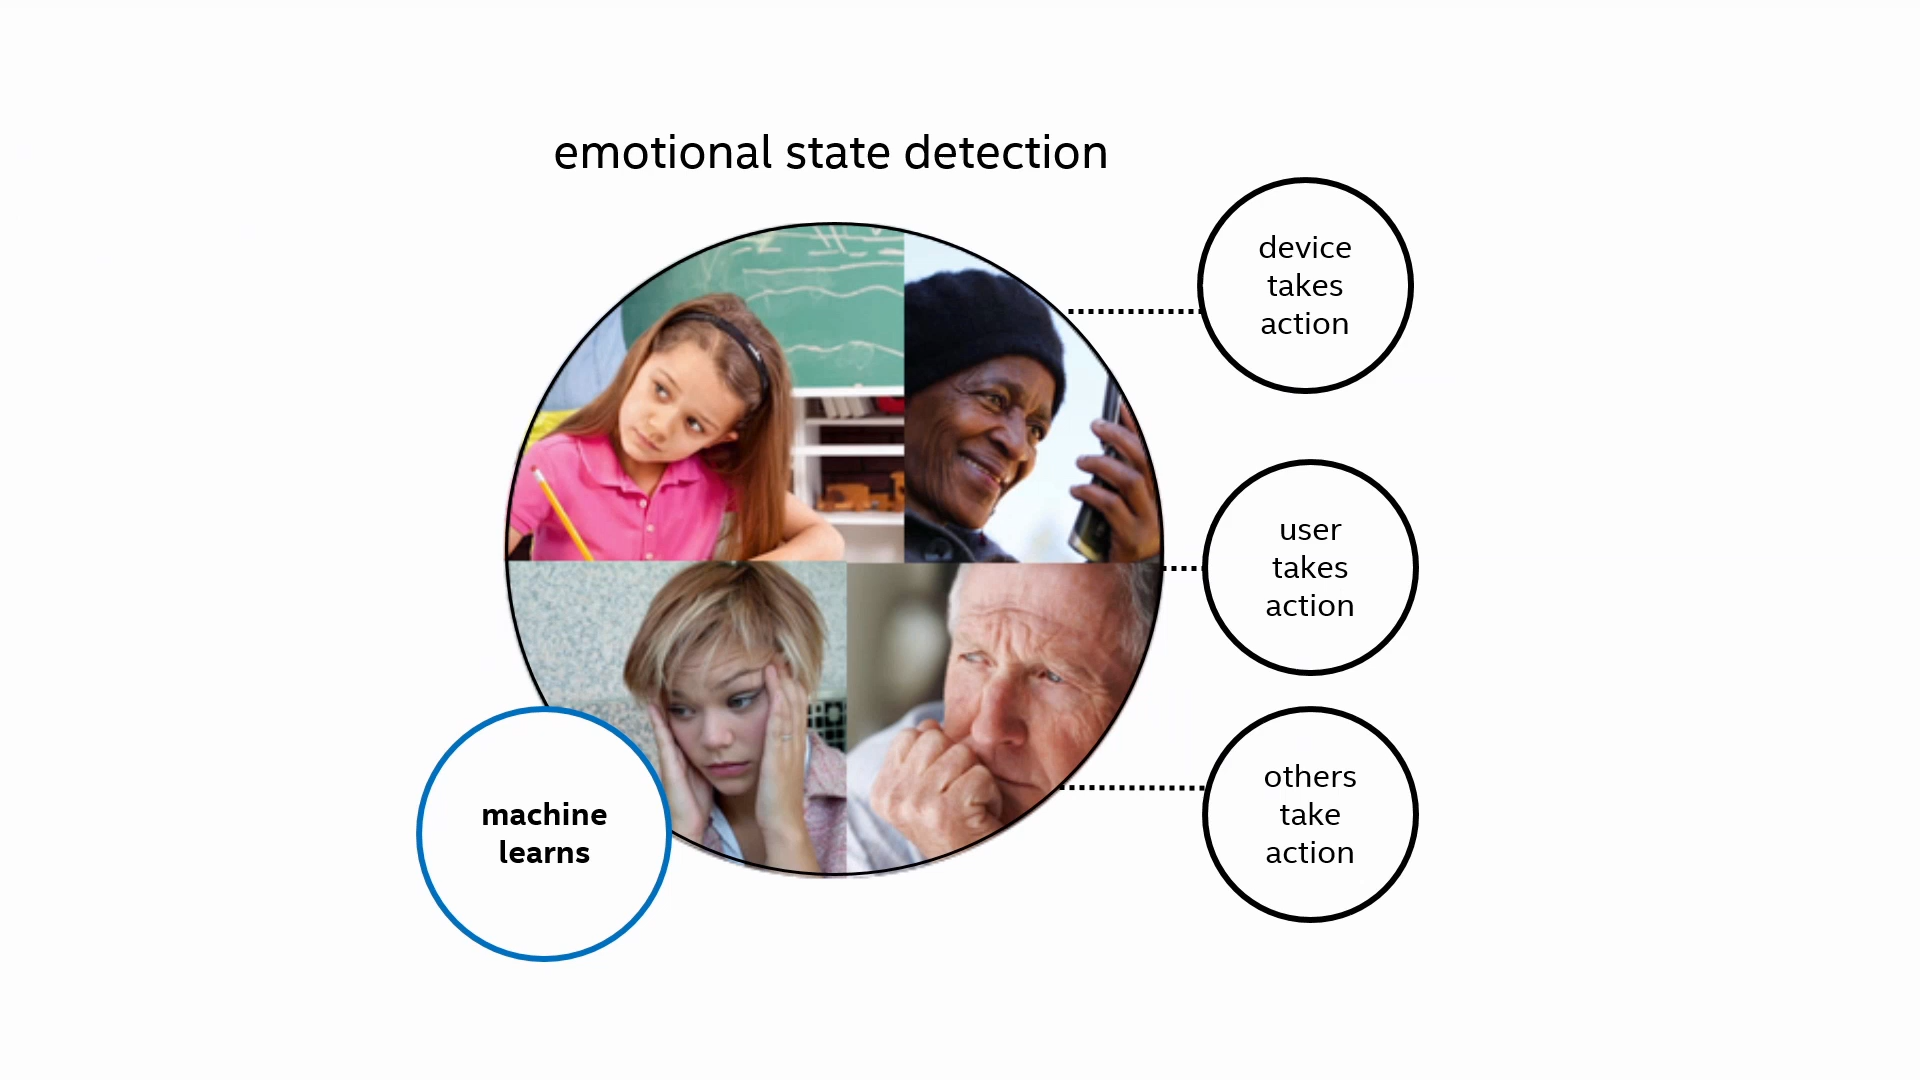 emotional state detection
device
takes
action
user
takes
action
others
take
action
machine
learns